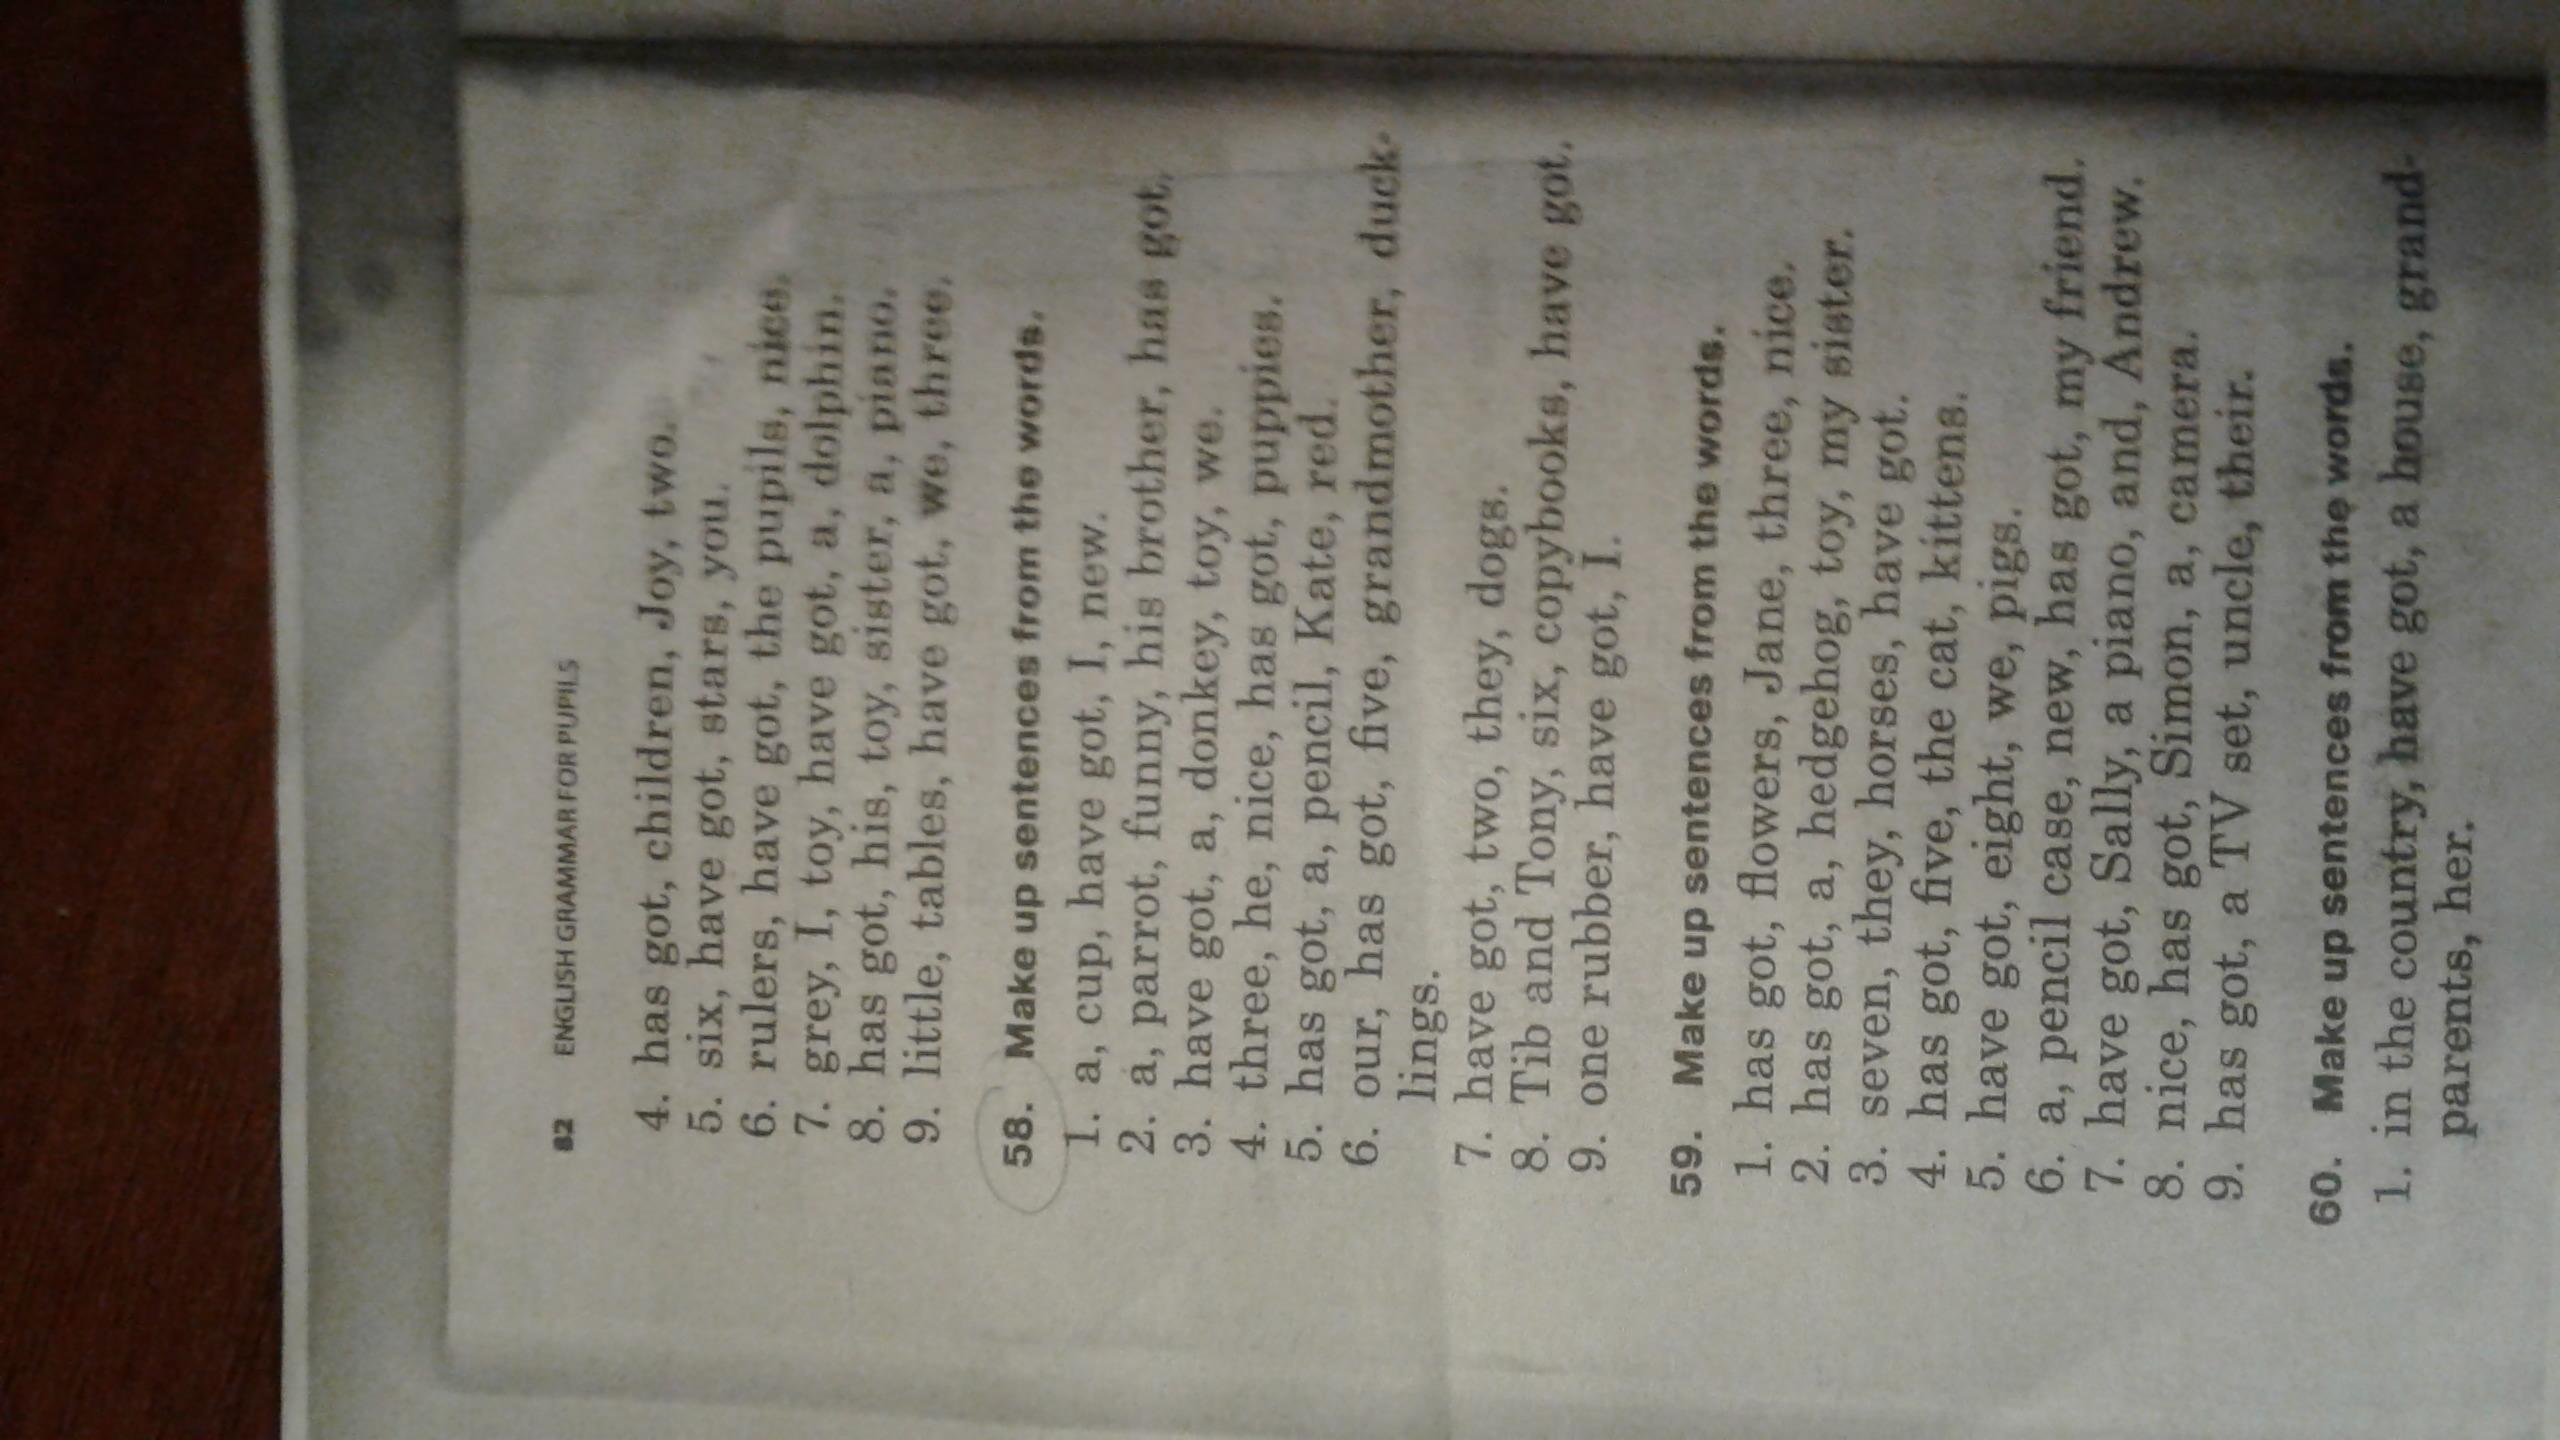 82 ENGLISH GRAMMAR FOR PUPILS
4. has got, children, Joy, two.
5. six, have got, stars, you.
6. rulers, have got, the pupils, nice.
7. grey, I, toy, have got, a, dolphin.
8. has got, his, toy, sister, a, piano.
9. little, tables, have got, we, three.
58. Make up sentences from the words.
1. a, cup, have got, I, new.
2. a, parrot, funny, his brother, has got.
3. have got, a, donkey, toy, we.
4. three, he, nice, has got, puppies.
5. has got, a, pencil, Kate, red.
6. our, has got, five, grandmother, duck-
lings.
7. have got, two, they, dogs.
8. Tib and Tony, six, copybooks, have got.
9. one rubber, have got, I.
59. Make up sentences from the words.
1. has got, flowers, Jane, three, nice.
2. has got, a, hedgehog, toy, my sister.
3. seven, they, horses, have got.
4. has got, five, the cat, kittens.
5. have got, eight, we, pigs.
6. a, pencil case, new, has got, my friend.
7. have got, Sally, a piano, and, Andrew.
8. nice, has got, Simon, a, camera.
9. has got, a TV set, uncle, their.
60. Make up sentences from the words.
1. in the country, have got, a house, grand-
parents, her.